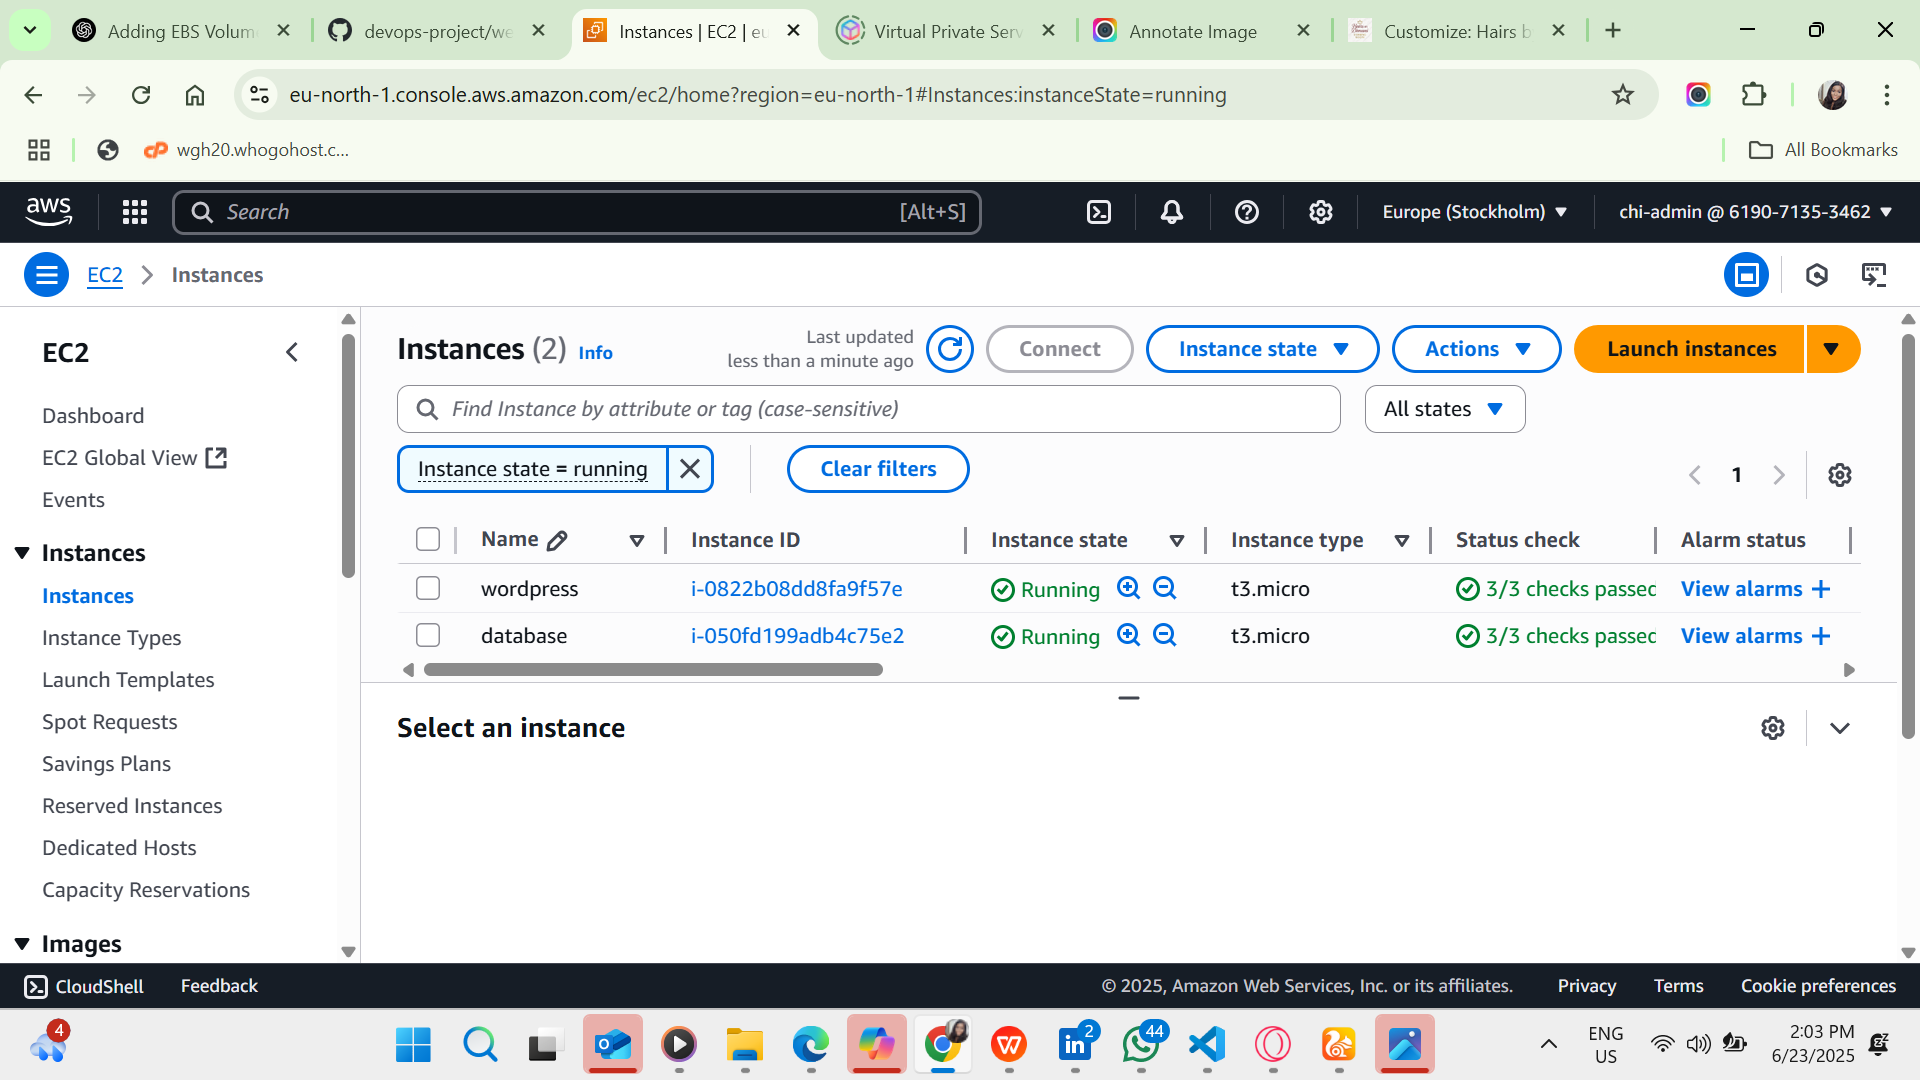 Adding EBS Volum
devops-project/we
Instances | EC2 | eu
Virtual Private Serv
Annotate Image
Customize: Hairs b
eu-north-1.console.aws.amazon.com/ec2/home?region=eu-north-1#Instances:instanceState=running
wgh20.whogohost.c...
All Bookmarks
aws
Search
[Alt+S]
Europe (Stockholm)
chi-admin @ 6190-7135-3462
EC2
Instances
EC2
Dashboard
EC2 Global View
Events
Instances
Instances
Instance Types
Launch Templates
Spot Requests
Savings Plans
Reserved Instances
Dedicated Hosts
Capacity Reservations
Images
Instances (2) Info
Last updated
less than a minute ago
Connect
Instance state
Actions
Launch instances
Find Instance by attribute or tag (case-sensitive)
All states
Instance state = running
Clear filters
1
Name Instance ID Instance state Instance type Status check Alarm status
wordpress i-0822b08dd8fa9f57e Running t3.micro 3/3 checks passed View alarms
database i-050fd199adb4c75e2 Running t3.micro 3/3 checks passed View alarms
Select an instance
CloudShell
Feedback
© 2025, Amazon Web Services, Inc. or its affiliates.
Privacy
Terms
Cookie preferences
4
2
44
ENG
US
2:03 PM
6/23/2025